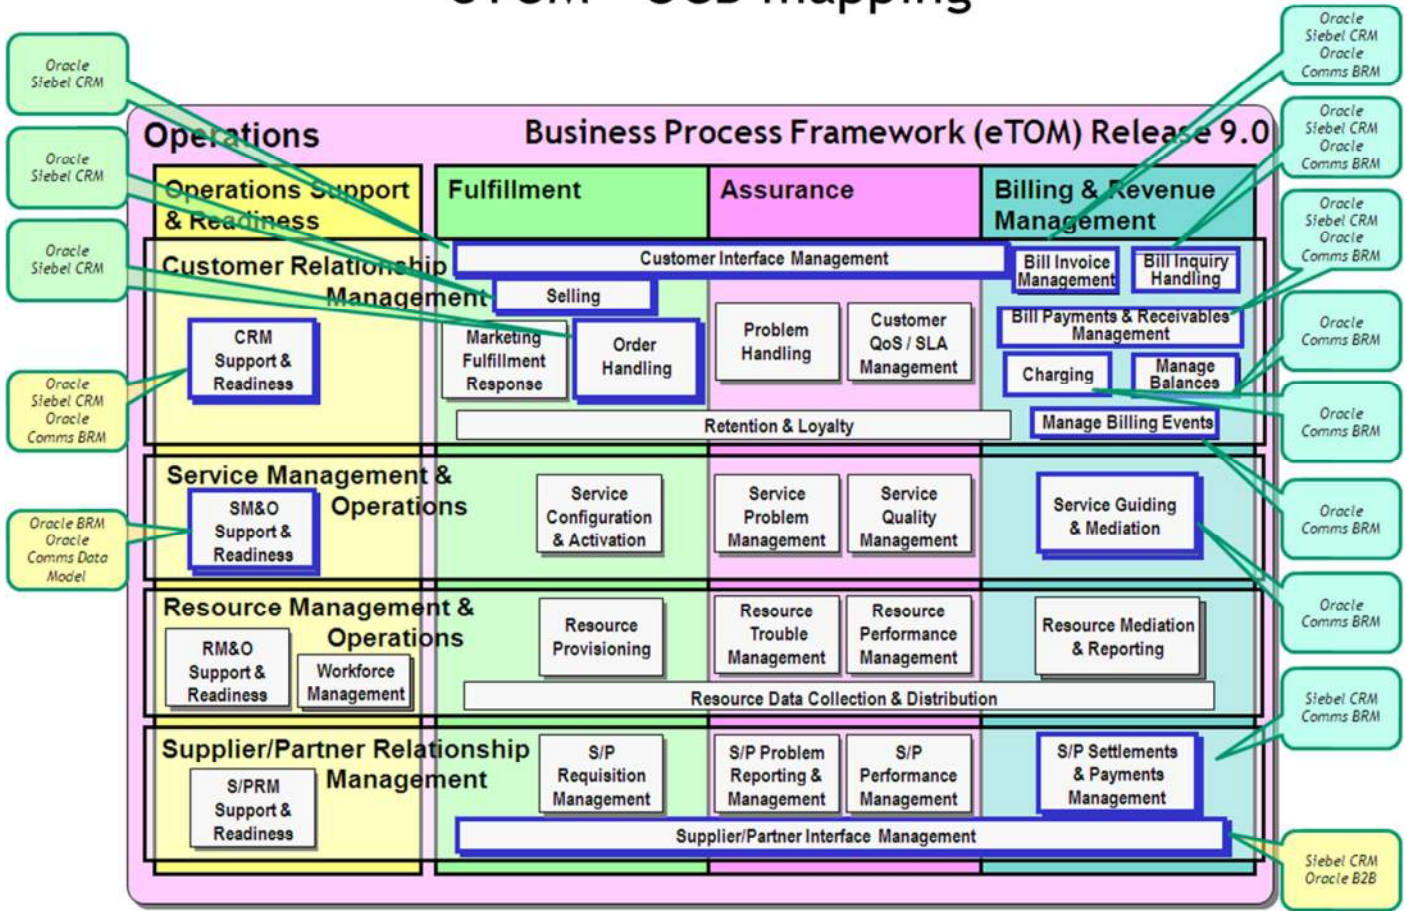 eTOM - OCB mapping
Oracle
Siebel CRM
Oracle
Siebel CRM
Oracle
Siebel CRM
Oracle
Siebel CRM
Oracle
Comms BRM
Oracle BRM
Oracle
Comms Data
Model
Operations
Business Process Framework (eTOM) Release 9.0
Operations Support
& Readiness
Fulfillment
Assurance
Billing & Revenue
Management
Customer Relationship
Management
Customer Interface Management
Bill Invoice
Management
Bill Inquiry
Handling
Selling
Bill Payments & Receivables
Management
CRM
Support &
Readiness
Marketing
Fulfillment
Response
Order
Handling
Problem
Handling
Customer
QoS / SLA
Management
Charging
Manage
Balances
Retention & Loyalty
Manage Billing Events
Service Management &
Operations
SM&O
Support &
Readiness
Service
Configuration
& Activation
Service
Problem
Management
Service
Quality
Management
Service Guiding
& Mediation
Resource Management &
Operations
RM&O
Support &
Readiness
Workforce
Management
Resource
Provisioning
Resource
Trouble
Management
Resource
Performance
Management
Resource Mediation
& Reporting
Resource Data Collection & Distribution
Supplier/Partner Relationship
Management
S/PRM
Support &
Readiness
S/P
Requisition
Management
S/P Problem
Reporting &
Management
S/P
Performance
Management
S/P Settlements
& Payments
Management
Supplier/Partner Interface Management
Oracle
Siebel CRM
Oracle
Comms BRM
Oracle
Siebel CRM
Oracle
Comms BRM
Oracle
Siebel CRM
Oracle
Comms BRM
Oracle
Comms BRM
Oracle
Comms BRM
Oracle
Comms BRM
Oracle
Comms BRM
Siebel CRM
Comms BRM
Siebel CRM
Oracle B2B